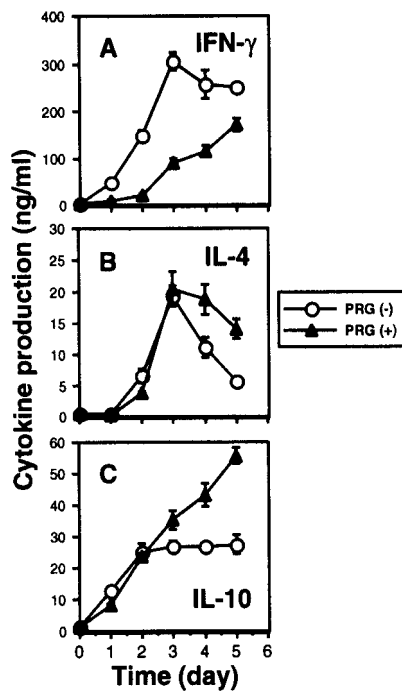 A
IFN-γ
400
300
200
100
0
B
IL-4
30
25
20
15
10
5
0
C
IL-10
60
50
40
30
20
10
0
0 1 2 3 4 5 6
Time (day)
Cytokine production (ng/ml)
PRG (-)
PRG (+)